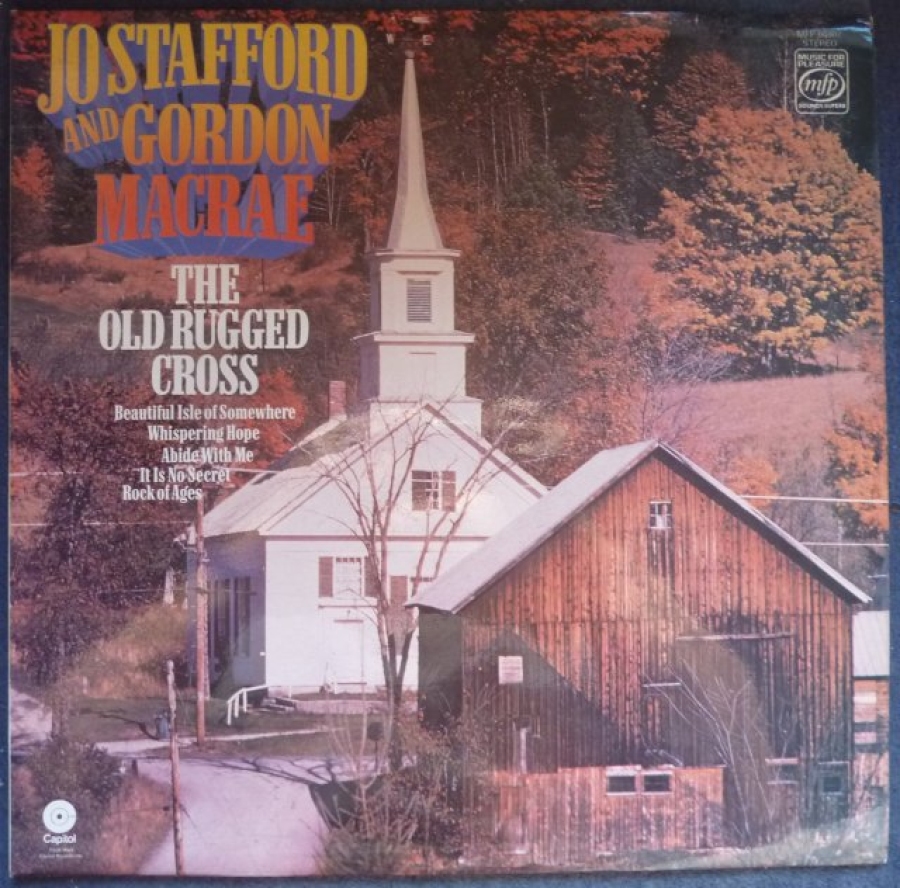 JO STAFFORD
AND GORDON
MACRAE
THE
OLD RUGGED
CROSS
Beautiful Isle of Somewhere
Whispering Hope
Abide With Me
It Is No Secret
Rock of Ages
STEREO
MUSIC FOR
PLEASURE
mfp
Capitol